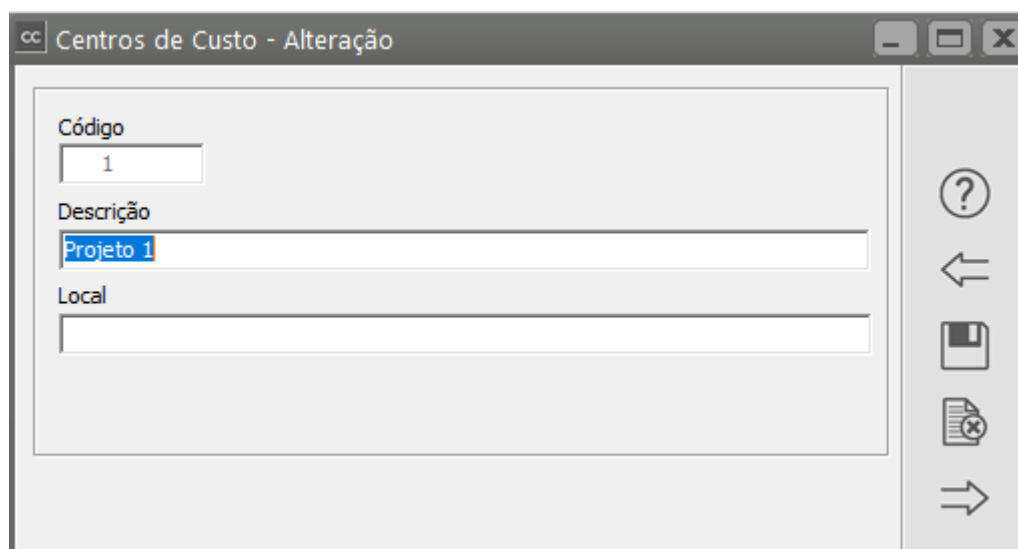 cc Centros de Custo - Alteração
Código
1
Descrição
Projeto 1
Local
?